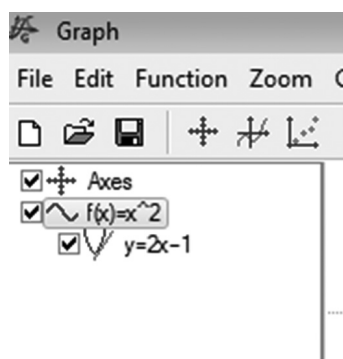 Graph
File Edit Function Zoom
Axes
f(x)=x^2
y=2x-1